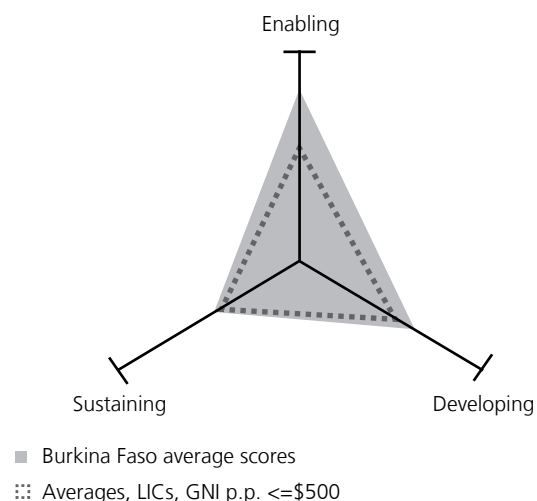 Enabling
Sustaining
Developing
Burkina Faso average scores
Averages, LICs, GNI p.p. <=$500